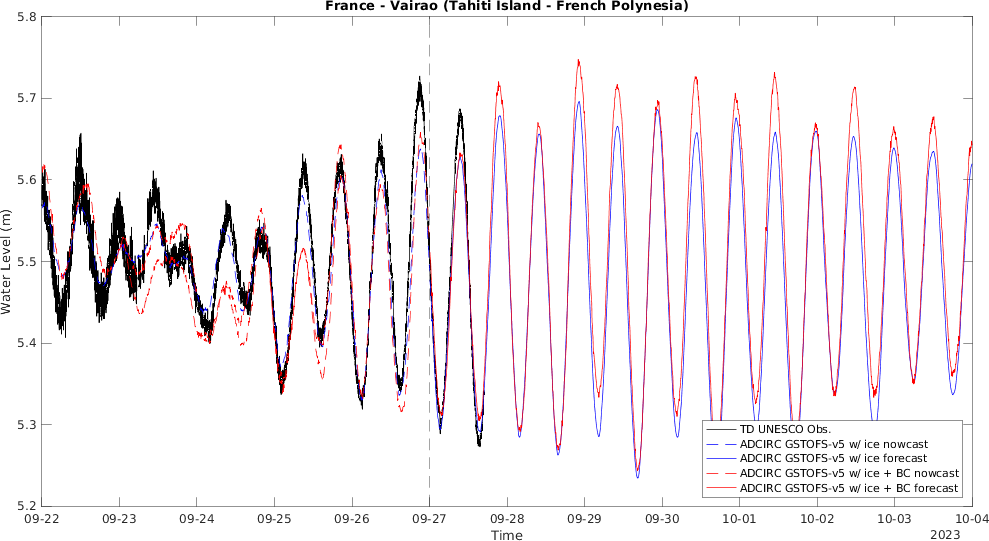 France - Vairao (Tahiti Island - French Polynesia)
5.8
5.7
5.6
5.5
5.4
5.3
5.2
Water Level (m)
TD UNESCO Obs.
ADCIRC GSTOFS-v5 w/ ice nowcast
ADCIRC GSTOFS-v5 w/ ice forecast
ADCIRC GSTOFS-v5 w/ ice + BC nowcast
ADCIRC GSTOFS-v5 w/ ice + BC forecast
09-22 09-23 09-24 09-25 09-26 09-27 09-28 09-29 09-30 10-01 10-02 10-03 10-04
Time
2023